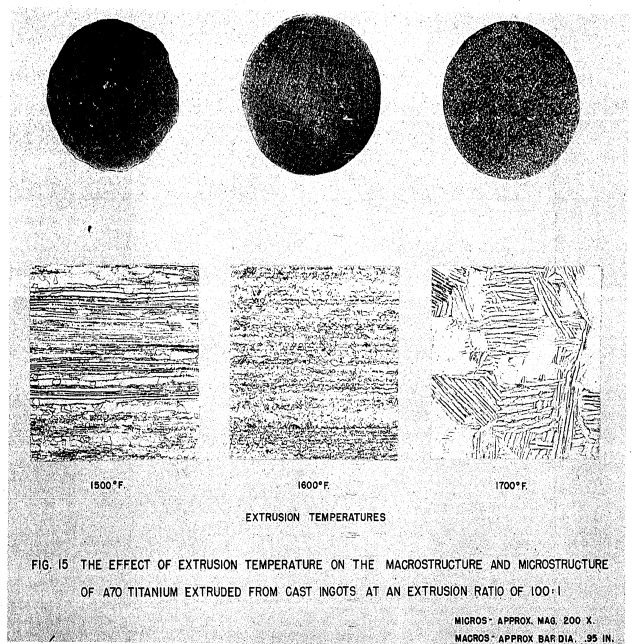 1500°F.
1600°F.
1700°F.
EXTRUSION TEMPERATURES
FIG. 15 THE EFFECT OF EXTRUSION TEMPERATURE ON THE MACROSTRUCTURE AND MICROSTRUCTURE
OF A70 TITANIUM EXTRUDED FROM CAST INGOTS AT AN EXTRUSION RATIO OF 100:1
MICROS - APPROX. MAG. 200 X.
MACROS - APPROX BAR DIA. .95 IN.